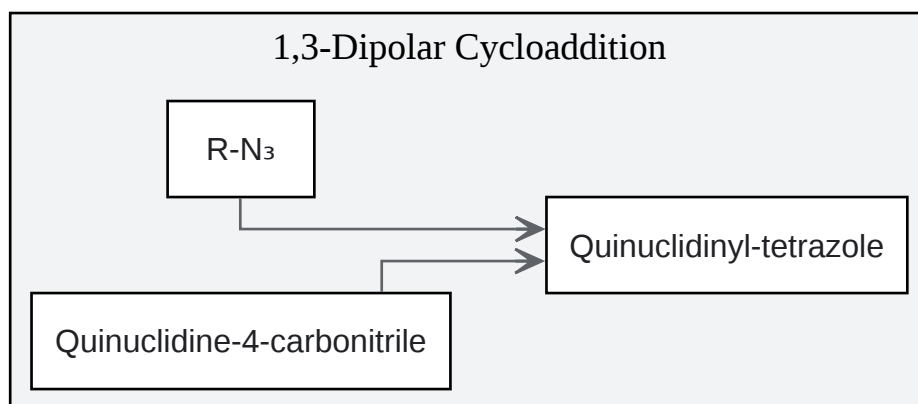 1,3-Dipolar Cycloaddition
R-N₃
Quinuclidinyl-tetrazole
Quinuclidine-4-carbonitrile